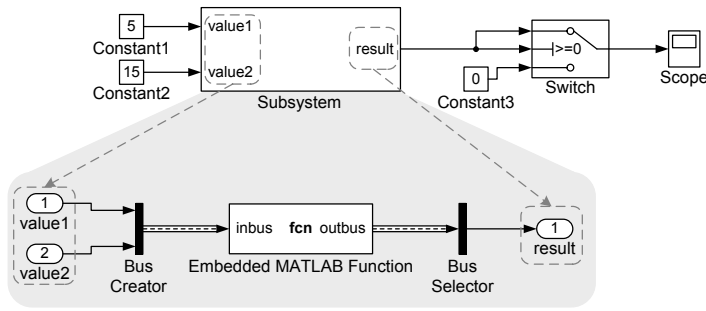 5
Constant1
15
Constant2
value1
value2
result
Subsystem
0
Constant3
>=0
Switch
Scope
1
value1
2
value2
Bus
Creator
inbus fcn outbus
Embedded MATLAB Function
Bus
Selector
1
result